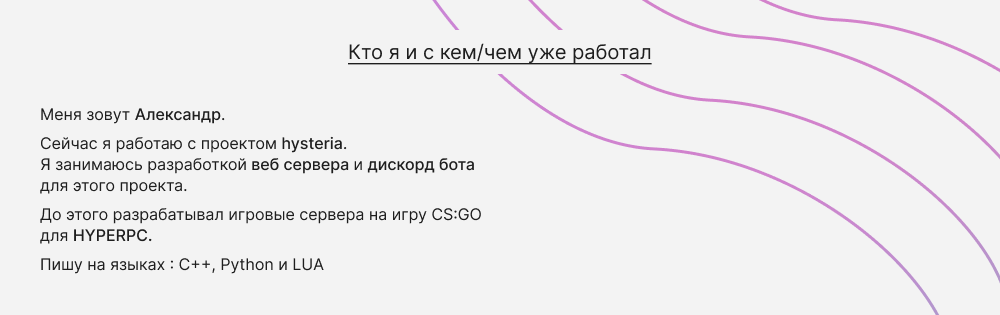 Кто я и с кем/чем уже работал
Меня зовут Александр.
Сейчас я работаю с проектом hysteria.
Я занимаюсь разработкой веб сервера и дискорд бота
для этого проекта.
До этого разрабатывал игровые сервера на игру CS:GO
для HYPERPC.
Пишу на языках : C++, Python и LUA